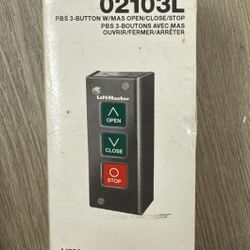 02103L
PBS 3-BUTTON W/MAS OPEN/CLOSE/STOP
PBS 3-BOUTONS AVEC MAS
OUVRIR/FERMER/ARRÊTER
LiftMaster
OPEN
CLOSE
STOP